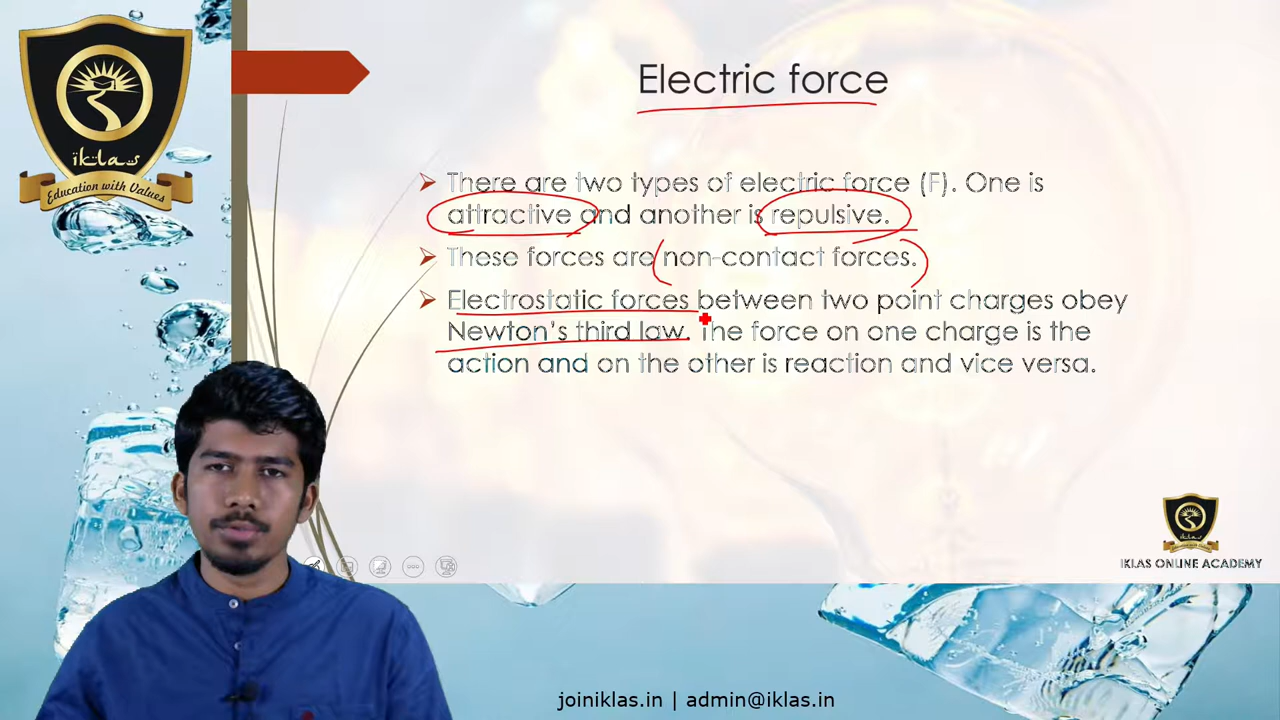 iklas
Education with Values
Electric force
There are two types of electric force (F). One is
attractive and another is repulsive.
These forces are non-contact forces.
Electrostatic forces between two point charges obey
Newton's third law. The force on one charge is the
action and on the other is reaction and vice versa.
iklas
IKLAS ONLINE ACADEMY
joiniklas.in | admin@iklas.in